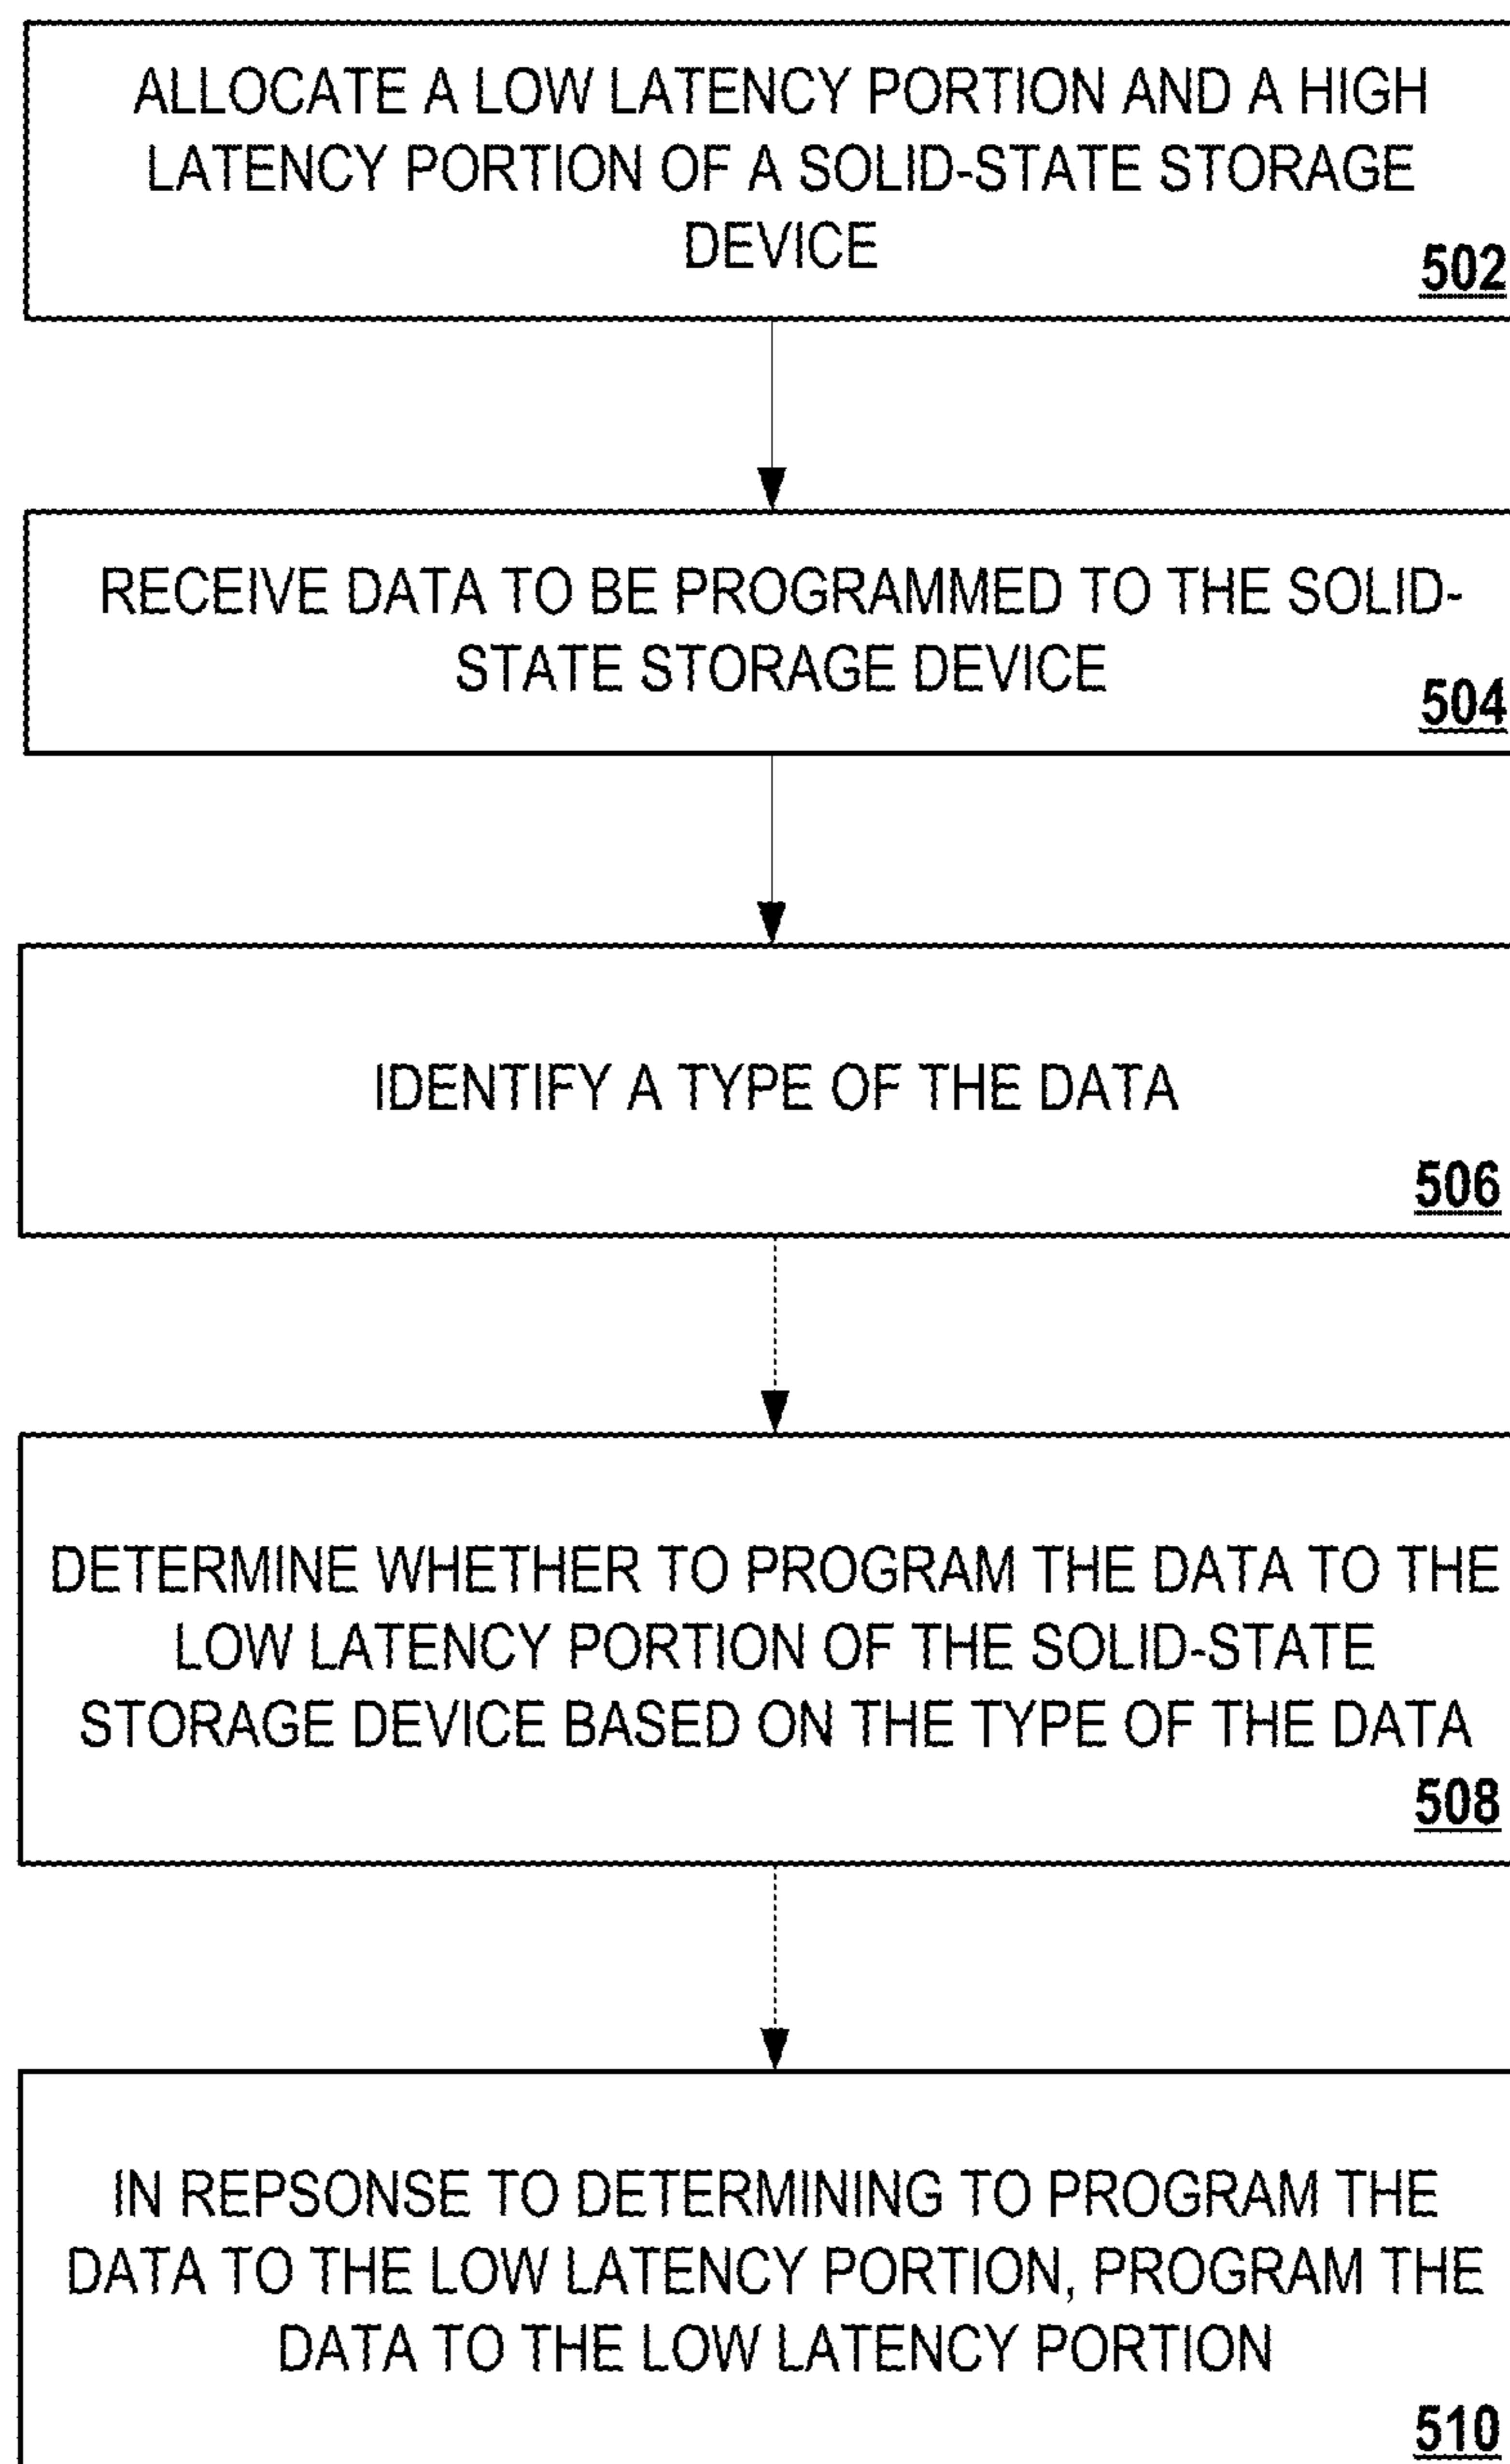 ALLOCATE A LOW LATENCY PORTION AND A HIGH
LATENCY PORTION OF A SOLID-STATE STORAGE
DEVICE
502
RECEIVE DATA TO BE PROGRAMMED TO THE SOLID-
STATE STORAGE DEVICE
504
IDENTIFY A TYPE OF THE DATA
506
DETERMINE WHETHER TO PROGRAM THE DATA TO THE
LOW LATENCY PORTION OF THE SOLID-STATE
STORAGE DEVICE BASED ON THE TYPE OF THE DATA
508
IN REPSONSE TO DETERMINING TO PROGRAM THE
DATA TO THE LOW LATENCY PORTION, PROGRAM THE
DATA TO THE LOW LATENCY PORTION
510